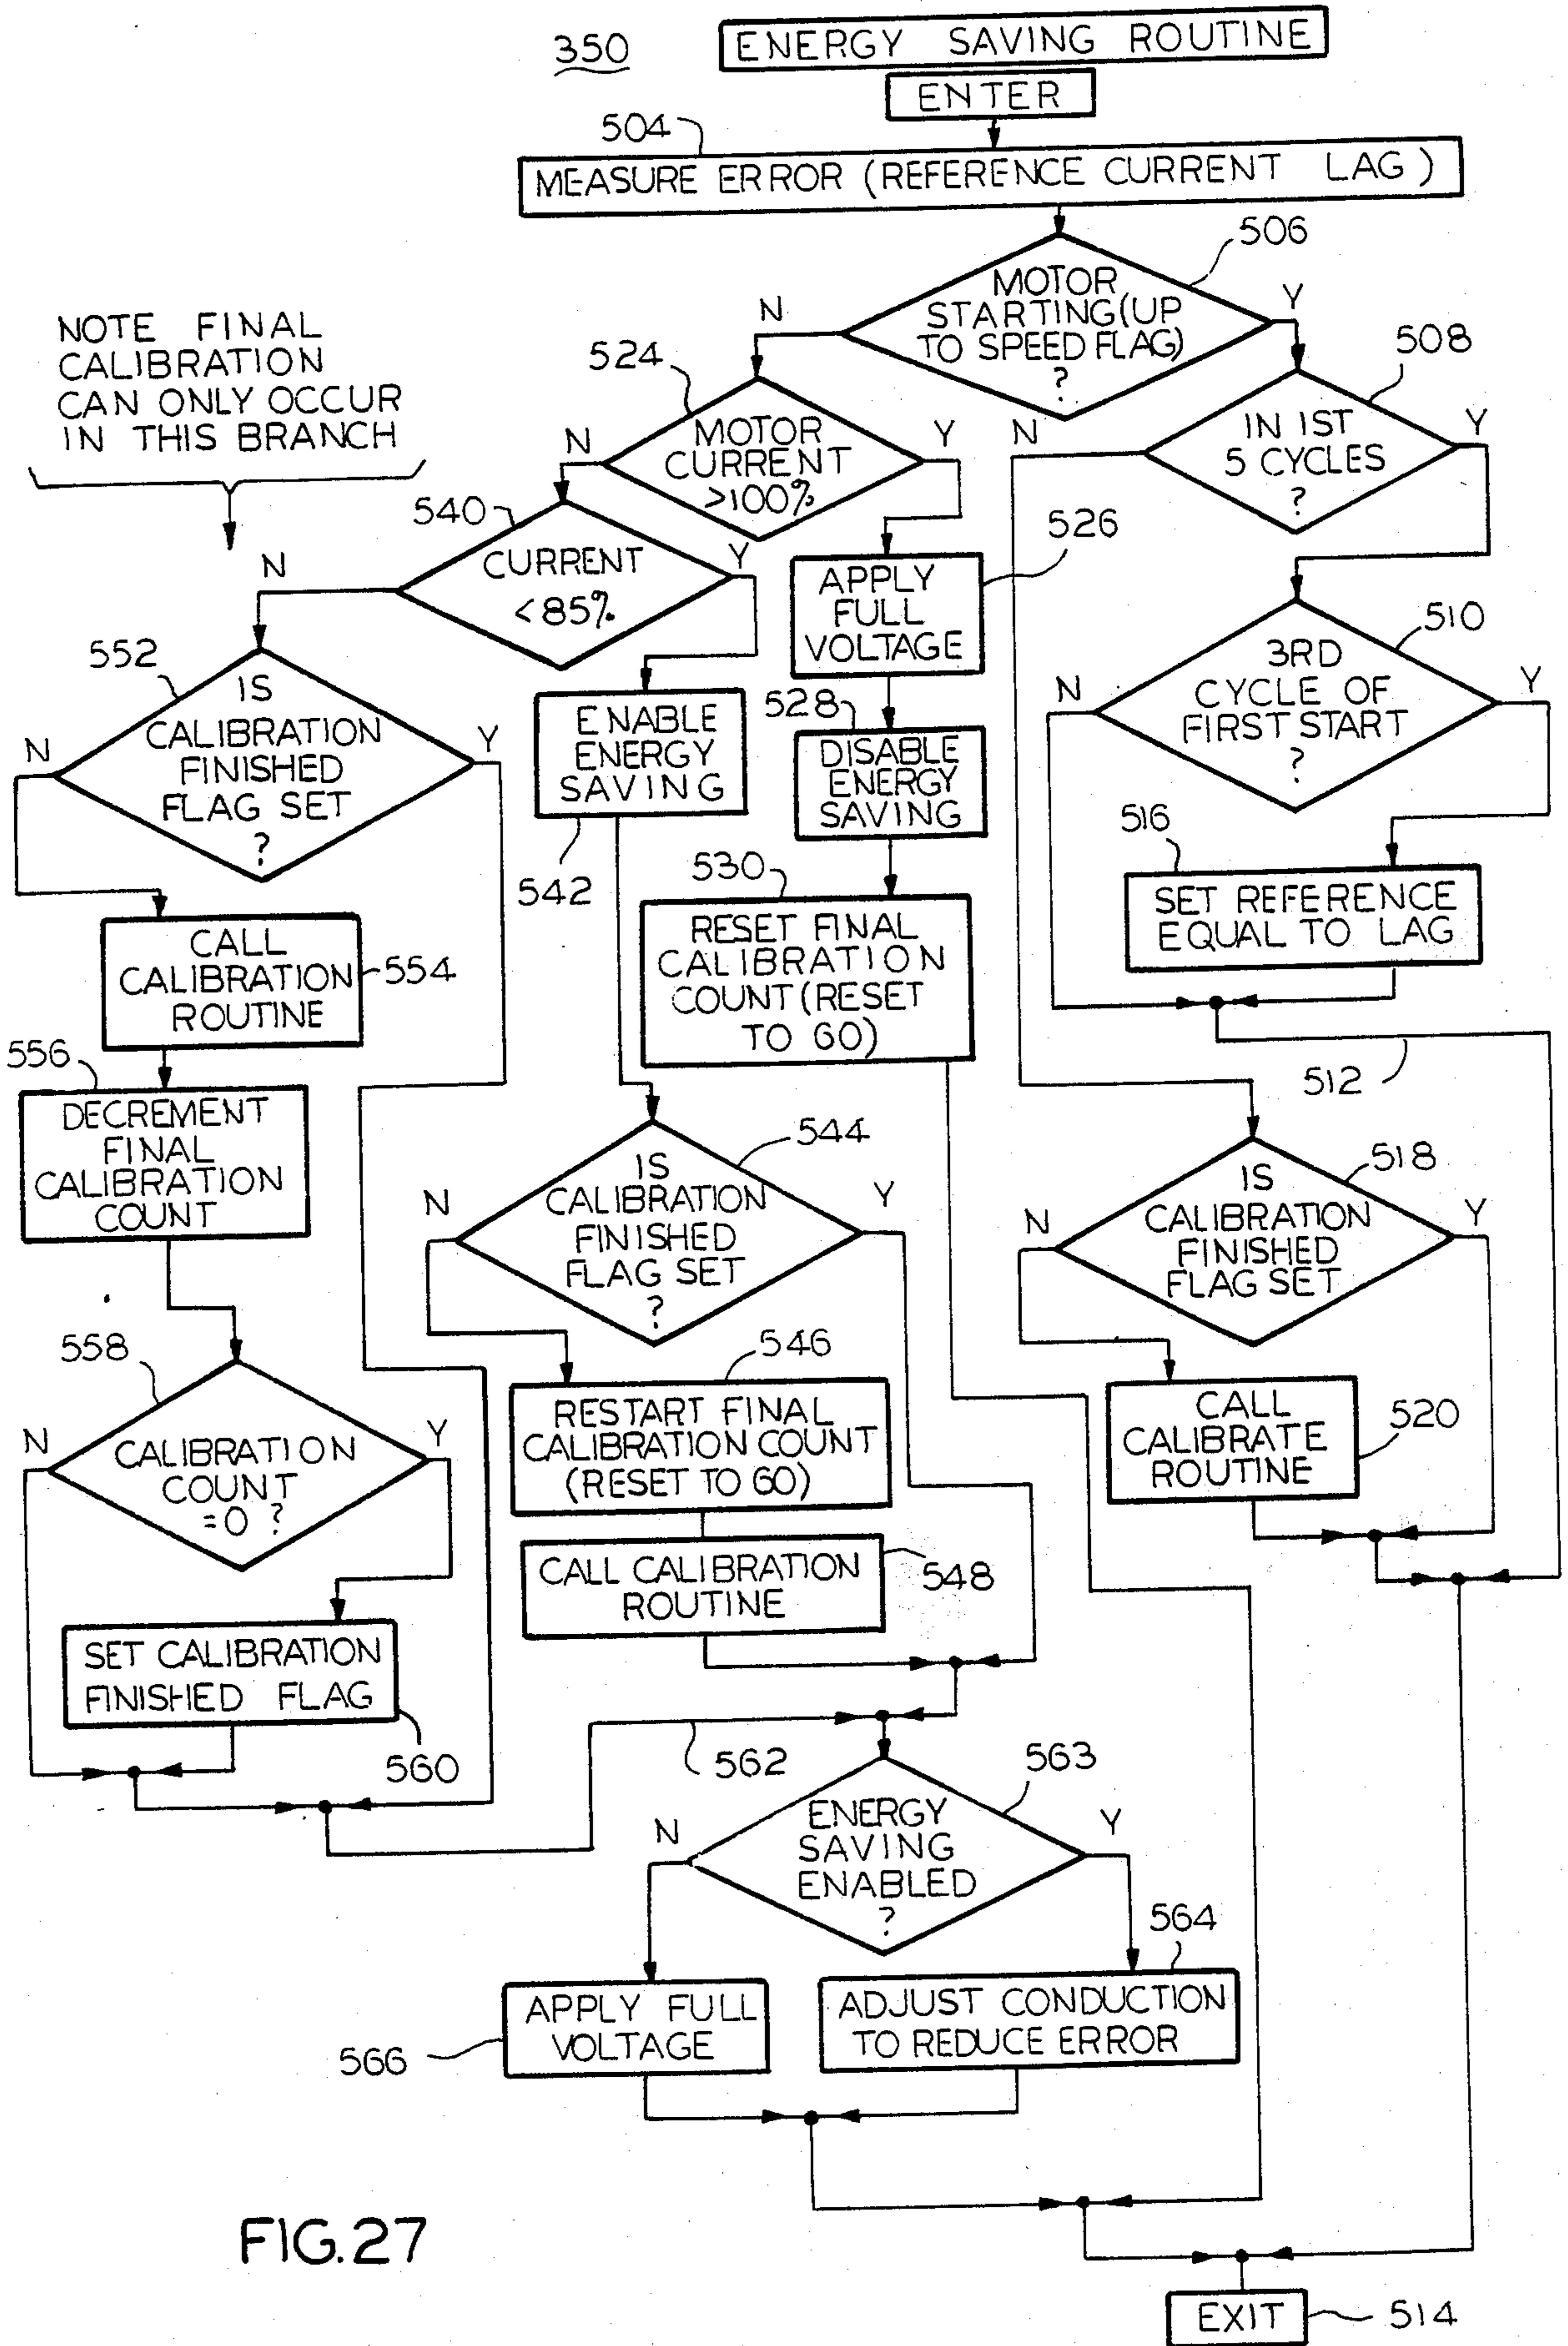 350
ENERGY SAVING ROUTINE
ENTER
504
MEASURE ERROR (REFERENCE CURRENT LAG)
506
MOTOR
STARTING (UP
TO SPEED FLAG)
?
N
Y
NOTE FINAL
CALIBRATION
CAN ONLY OCCUR
IN THIS BRANCH
524
MOTOR
CURRENT
>100%
N
Y
508
IN 1ST
5 CYCLES
?
N
Y
540
CURRENT
<85%
N
Y
526
APPLY
FULL
VOLTAGE
510
3RD
CYCLE OF
FIRST START
?
N
Y
552
IS
CALIBRATION
FINISHED
FLAG SET
?
N
Y
ENABLE
ENERGY
SAVING
542
528
DISABLE
ENERGY
SAVING
516
SET REFERENCE
EQUAL TO LAG
530
RESET FINAL
CALIBRATION
COUNT (RESET
TO 60)
CALL
CALIBRATION
ROUTINE
554
512
556
DECREMENT
FINAL
CALIBRATION
COUNT
544
IS
CALIBRATION
FINISHED
FLAG SET
?
N
Y
518
IS
CALIBRATION
FINISHED
FLAG SET
N
Y
558
CALIBRATION
COUNT
=0 ?
N
Y
546
RESTART FINAL
CALIBRATION COUNT
(RESET TO 60)
CALL
CALIBRATE
ROUTINE
520
CALL CALIBRATION
ROUTINE
548
SET CALIBRATION
FINISHED FLAG
560
562
563
ENERGY
SAVING
ENABLED
?
N
Y
564
APPLY FULL
VOLTAGE
566
ADJUST CONDUCTION
TO REDUCE ERROR
FIG.27
EXIT
514